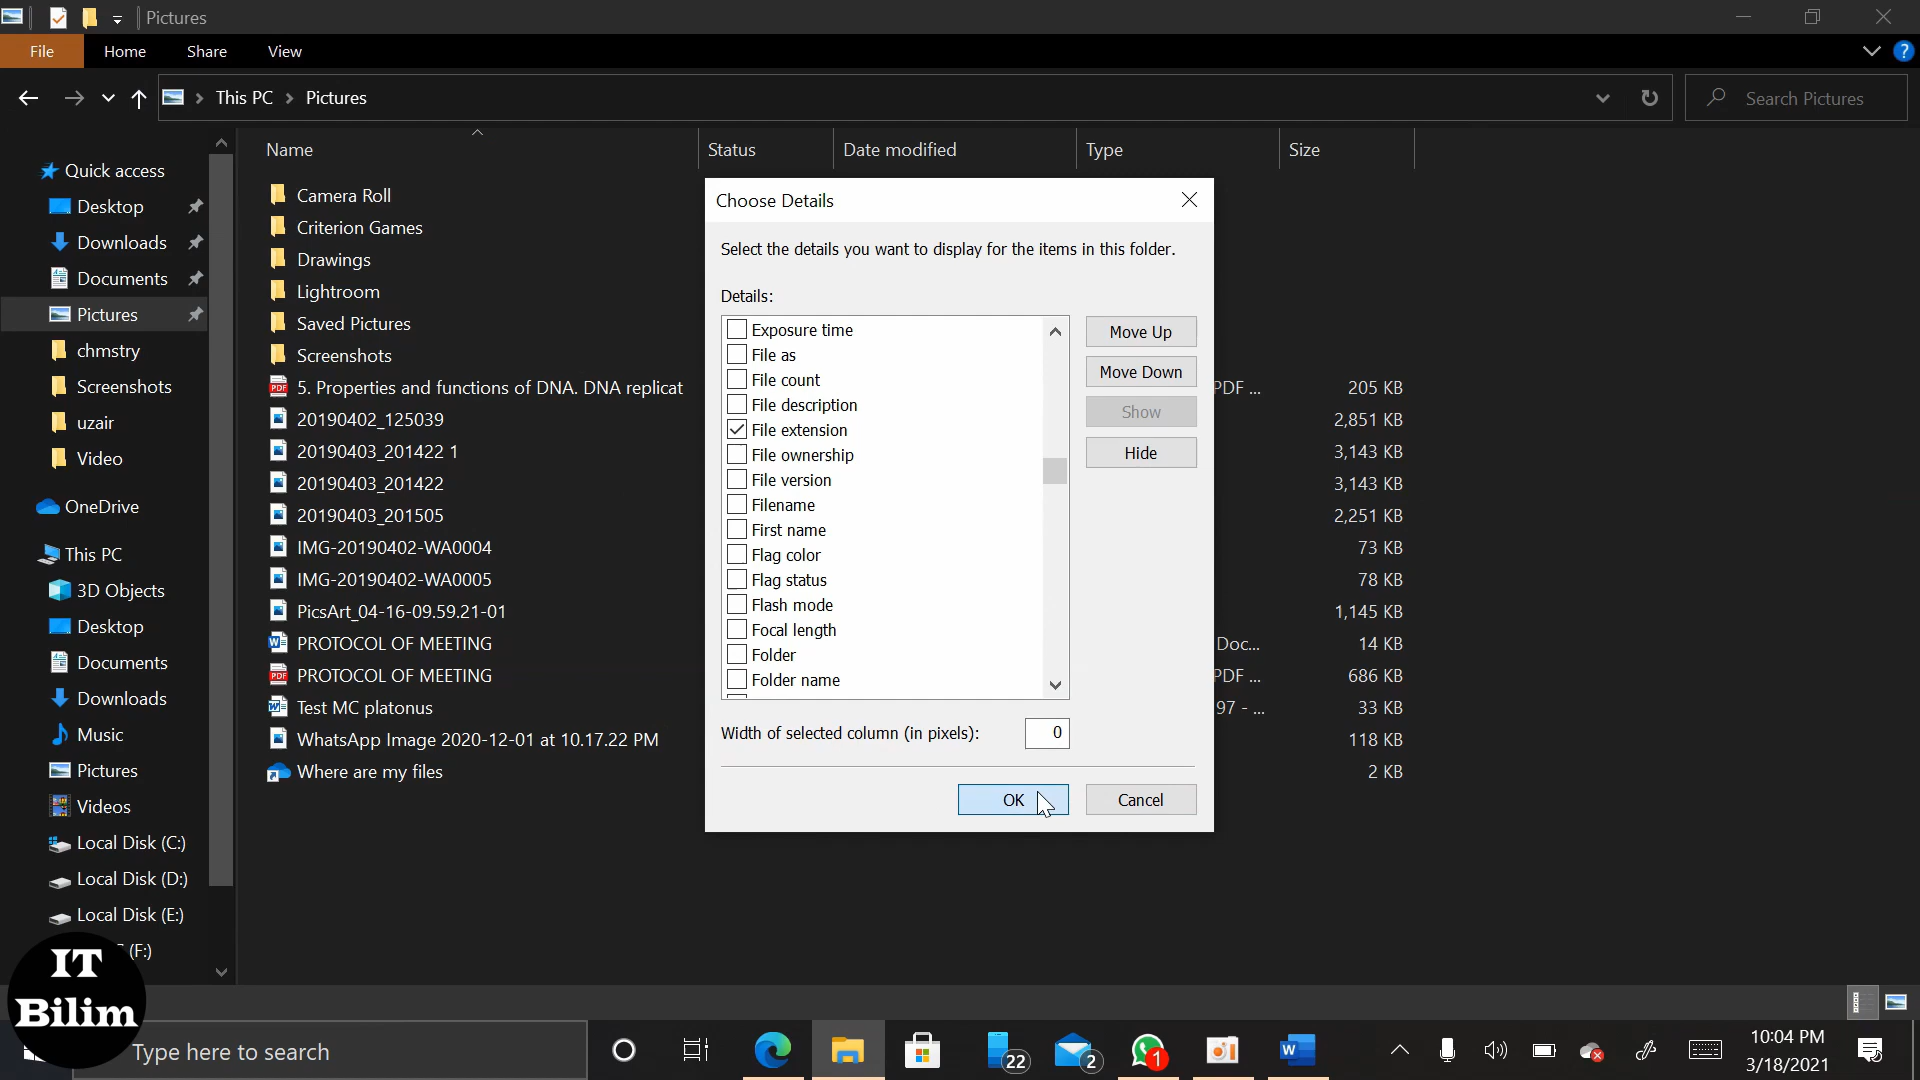 Pictures
File
Home
Share
View
?
This PC
Pictures
Search Pictures
Name
Status
Date modified
Type
Size
Quick access
Desktop
Downloads
Documents
Pictures
chmstry
Screenshots
uzair
Video
OneDrive
This PC
3D Objects
Desktop
Documents
Downloads
Music
Pictures
Videos
Local Disk (C:)
Local Disk (D:)
Local Disk (E:)
(F:)
Camera Roll
Criterion Games
Drawings
Lightroom
Saved Pictures
Screenshots
5. Properties and functions of DNA. DNA replicat
PDF ...
205 KB
20190402_125039
2,851 KB
20190403_201422 1
3,143 KB
20190403_201422
3,143 KB
20190403_201505
2,251 KB
IMG-20190402-WA0004
73 KB
IMG-20190402-WA0005
78 KB
PicsArt_04-16-09.59.21-01
1,145 KB
PROTOCOL OF MEETING
Doc...
14 KB
PROTOCOL OF MEETING
PDF ...
686 KB
Test MC platonus
97 - ...
33 KB
WhatsApp Image 2020-12-01 at 10.17.22 PM
118 KB
Where are my files
2 KB
Choose Details
Select the details you want to display for the items in this folder.
Details:
Exposure time
File as
File count
File description
File extension
File ownership
File version
Filename
First name
Flag color
Flag status
Flash mode
Focal length
Folder
Folder name
Move Up
Move Down
Show
Hide
Width of selected column (in pixels):
0
OK
Cancel
IT
Bilim
Type here to search
22
2
1
W
10:04 PM
3/18/2021